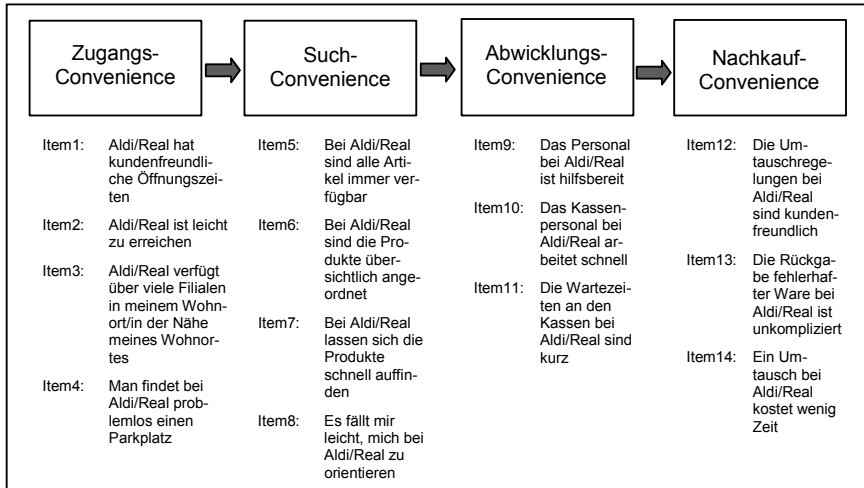 Zugangs-
Convenience
Such-
Convenience
Abwicklungs-
Convenience
Nachkauf-
Convenience
Item1: Aldi/Real hat
kundenfreundli-
che Öffnungszei-
ten
Item2: Aldi/Real ist leicht
zu erreichen
Item3: Aldi/Real verfügt
über viele Filialen
in meinem Wohn-
ort/in der Nähe
meines Wohnor-
tes
Item4: Man findet bei
Aldi/Real prob-
lemlos einen
Parkplatz
Item5: Bei Aldi/Real
sind alle Arti-
kel immer ver-
fügbar
Item6: Bei Aldi/Real
sind die Pro-
dukte über-
sichtlich ange-
ordnet
Item7: Bei Aldi/Real
lassen sich die
Produkte
schnell auffin-
den
Item8: Es fällt mir
leicht, mich bei
Aldi/Real zu
orientieren
Item9: Das Personal
bei Aldi/Real
ist hilfsbereit
Item10: Das Kassen-
personal bei
Aldi/Real ar-
beitet schnell
Item11: Die Wartezei-
ten an den
Kassen bei
Aldi/Real sind
kurz
Item12: Die Um-
tauschrege-
lungen bei
Aldi/Real
sind kunden-
freundlich
Item13: Die Rückga-
be fehlerhaf-
ter Ware bei
Aldi/Real ist
unkompliziert
Item14: Ein Um-
tausch bei
Aldi/Real
kostet wenig
Zeit